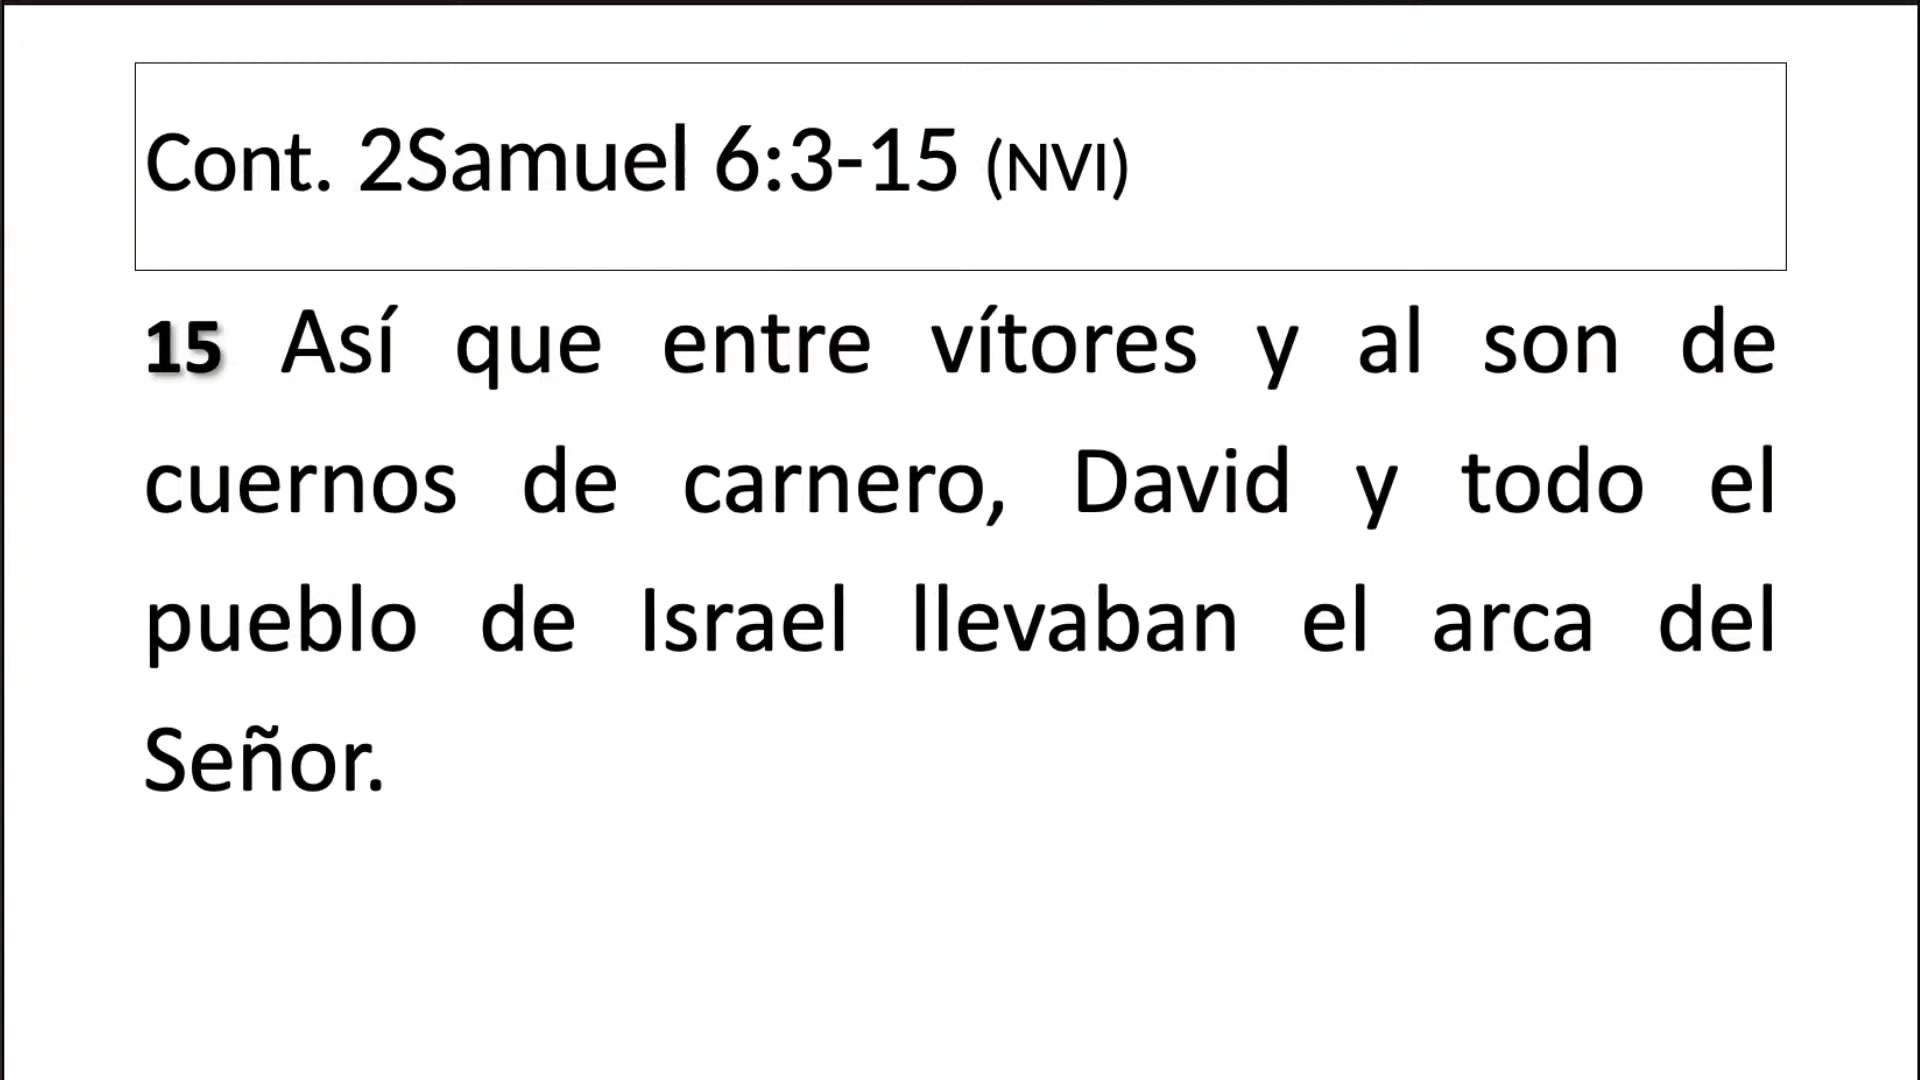 Cont. 2Samuel 6:3-15 (NVI)
15 Así que entre vítores y al son de
cuernos de carnero, David y todo el
pueblo de Israel llevaban el arca del
Señor.